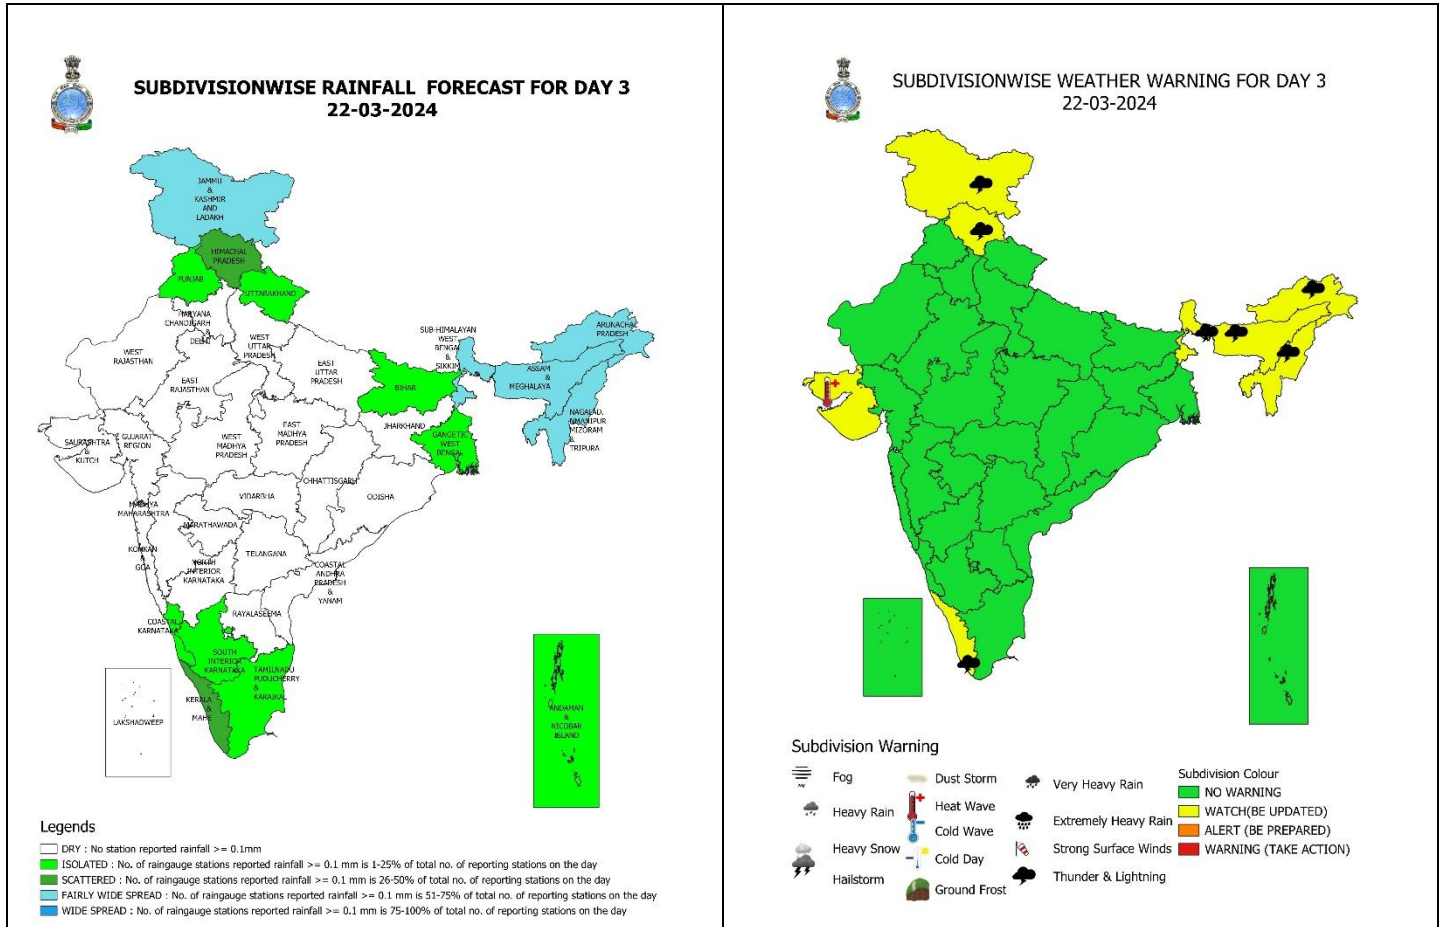 SUBDIVISIONWISE RAINFALL FORECAST FOR DAY 3
22-03-2024
JAMMU
&
KASHMIR
AND
LADAKH
HIMACHAL
PRADESH
PUNJAB
UTTARAKHAND
HARYANA
CHANDIGARH
&
DELHI
WEST
UTTAR
PRADESH
WEST
RAJASTHAN
EAST
RAJASTHAN
EAST
UTTAR
PRADESH
SUB-HIMALAYAN
WEST
BENGAL
&
SIKKIM
ARUNACHAL
PRADESH
ASSAM
&
MEGHALAYA
NAGALAD,
MANIPUR
MIZORAM
&
TRIPURA
BIHAR
JHARKHAND
GANGETIC
WEST
BENGAL
SAURASHTRA
&
KUTCH
GUJARAT
REGION
WEST
MADHYA
PRADESH
EAST
MADHYA
PRADESH
CHHATTISGARH
ODISHA
VIDARBHA
MADHYA
MAHARASHTRA
MARATHAWADA
KONKAN
&
GOA
NORTH
INTERIOR
KARNATAKA
TELANGANA
COASTAL
ANDHRA
PRADESH
&
YANAM
RAYALASEEMA
COASTAL
KARNATAKA
SOUTH
INTERIOR
KARNATAKA
TAMILNADU
PUDUCHERRY
&
KARAIKAL
KERALA
&
MAHE
LAKSHADWEEP
ANDAMAN
&
NICOBAR
ISLAND
Legends
DRY : No station reported rainfall >= 0.1mm
ISOLATED : No. of raingauge stations reported rainfall >= 0.1 mm is 1-25% of total no. of reporting stations on the day
SCATTERED : No. of raingauge stations reported rainfall >= 0.1 mm is 26-50% of total no. of reporting stations on the day
FAIRLY WIDE SPREAD : No. of raingauge stations reported rainfall >= 0.1 mm is 51-75% of total no. of reporting stations on the day
WIDE SPREAD : No. of raingauge stations reported rainfall >= 0.1 mm is 75-100% of total no. of reporting stations on the day
SUBDIVISIONWISE WEATHER WARNING FOR DAY 3
22-03-2024
Subdivision Warning
Fog
Heavy Rain
Heavy Snow
Hailstorm
Dust Storm
Heat Wave
Cold Wave
Cold Day
Ground Frost
Very Heavy Rain
Extremely Heavy Rain
Strong Surface Winds
Thunder & Lightning
Subdivision Colour
NO WARNING
WATCH(BE UPDATED)
ALERT (BE PREPARED)
WARNING (TAKE ACTION)